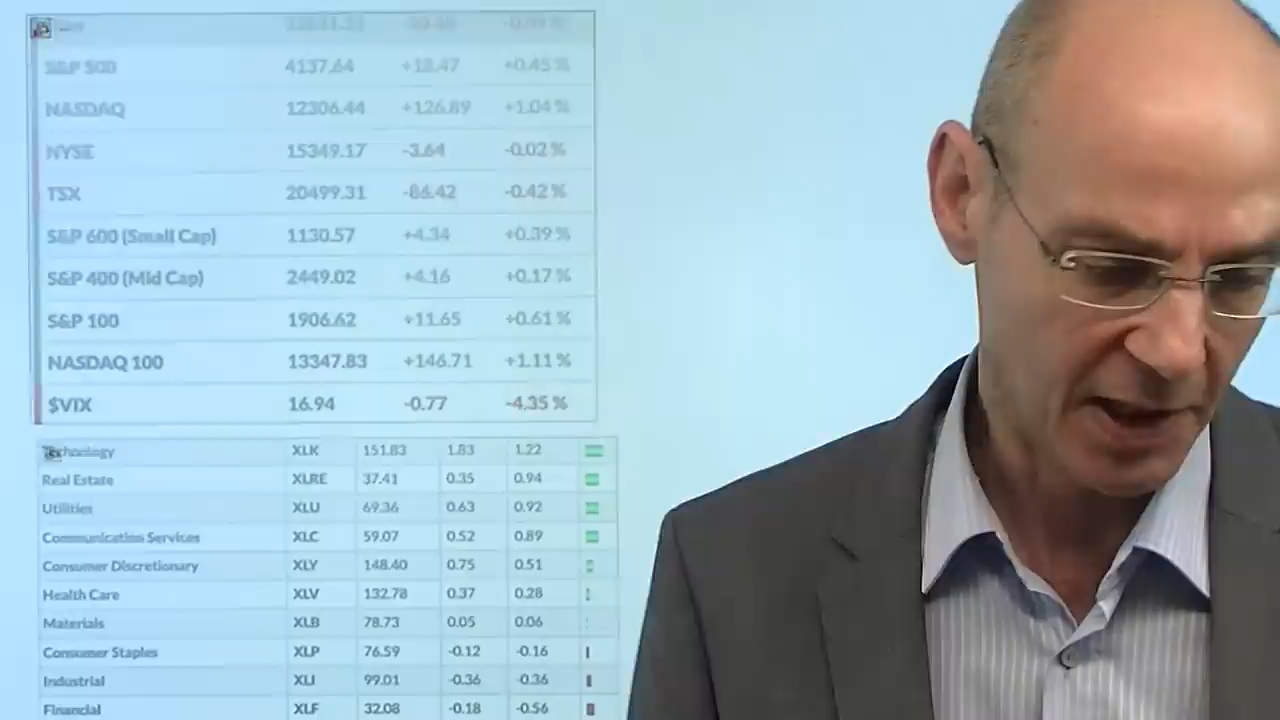 S&P 500 4137.64 +18.47 +0.45 %
NASDAQ 12306.44 +126.89 +1.04 %
NYSE 15349.17 -3.64 -0.02 %
TSX 20499.31 -86.42 -0.42 %
S&P 600 (Small Cap) 1130.57 +4.34 +0.39 %
S&P 400 (Mid Cap) 2449.02 +4.16 +0.17 %
S&P 100 1906.62 +11.65 +0.61 %
NASDAQ 100 13347.83 +146.71 +1.11 %
$VIX 16.94 -0.77 -4.35 %
Technology XLK 151.83 1.83 1.22
Real Estate XLRE 37.41 0.35 0.94
Utilities XLU 69.36 0.63 0.92
Communication Services XLC 59.07 0.52 0.89
Consumer Discretionary XLY 148.40 0.75 0.51
Health Care XLV 132.78 0.37 0.28
Materials XLB 78.73 0.05 0.06
Consumer Staples XLP 76.59 -0.12 -0.16
Industrial XLI 99.01 -0.36 -0.36
Financial XLF 32.08 -0.18 -0.56